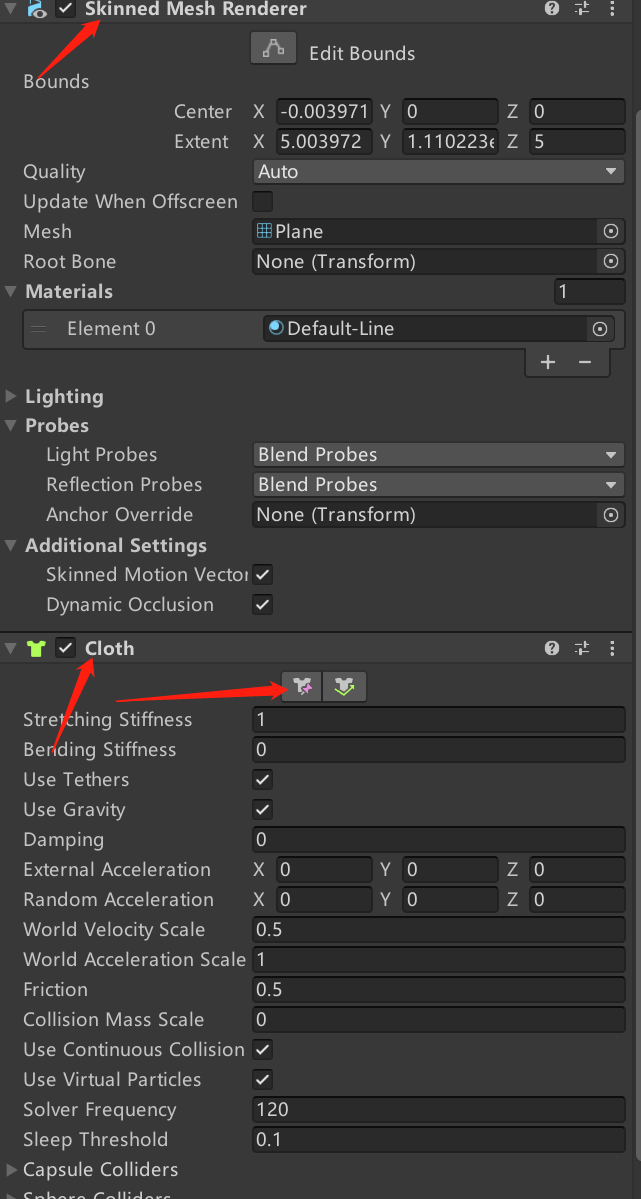 Skinned Mesh Renderer
Edit Bounds
Bounds
Center X -0.003971 Y 0 Z 0
Extent X 5.003972 Y 1.110223e Z 5
Quality Auto
Update When Offscreen
Mesh Plane
Root Bone None (Transform)
Materials 1
Element 0 Default-Line
+ −
Lighting
Probes
Light Probes Blend Probes
Reflection Probes Blend Probes
Anchor Override None (Transform)
Additional Settings
Skinned Motion Vector
Dynamic Occlusion
Cloth
Stretching Stiffness 1
Bending Stiffness 0
Use Tethers
Use Gravity
Damping 0
External Acceleration X 0 Y 0 Z 0
Random Acceleration X 0 Y 0 Z 0
World Velocity Scale 0.5
World Acceleration Scale 1
Friction 0.5
Collision Mass Scale 0
Use Continuous Collision
Use Virtual Particles
Solver Frequency 120
Sleep Threshold 0.1
Capsule Colliders
Sphere Colliders